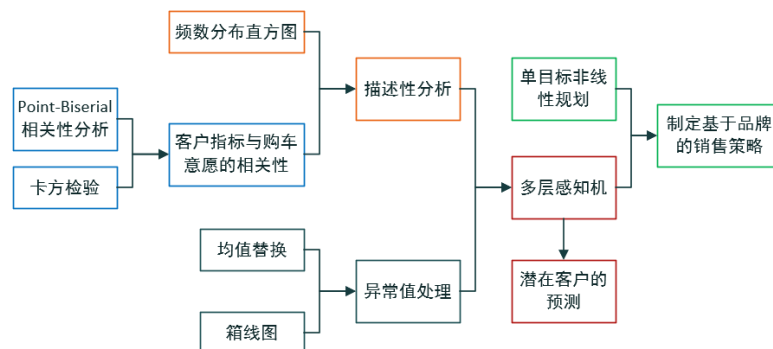 频数分布直方图
Point-Biserial
相关性分析
卡方检验
客户指标与购车
意愿的相关性
描述性分析
均值替换
箱线图
异常值处理
单目标非线
性规划
多层感知机
潜在客户的
预测
制定基于品牌
的销售策略